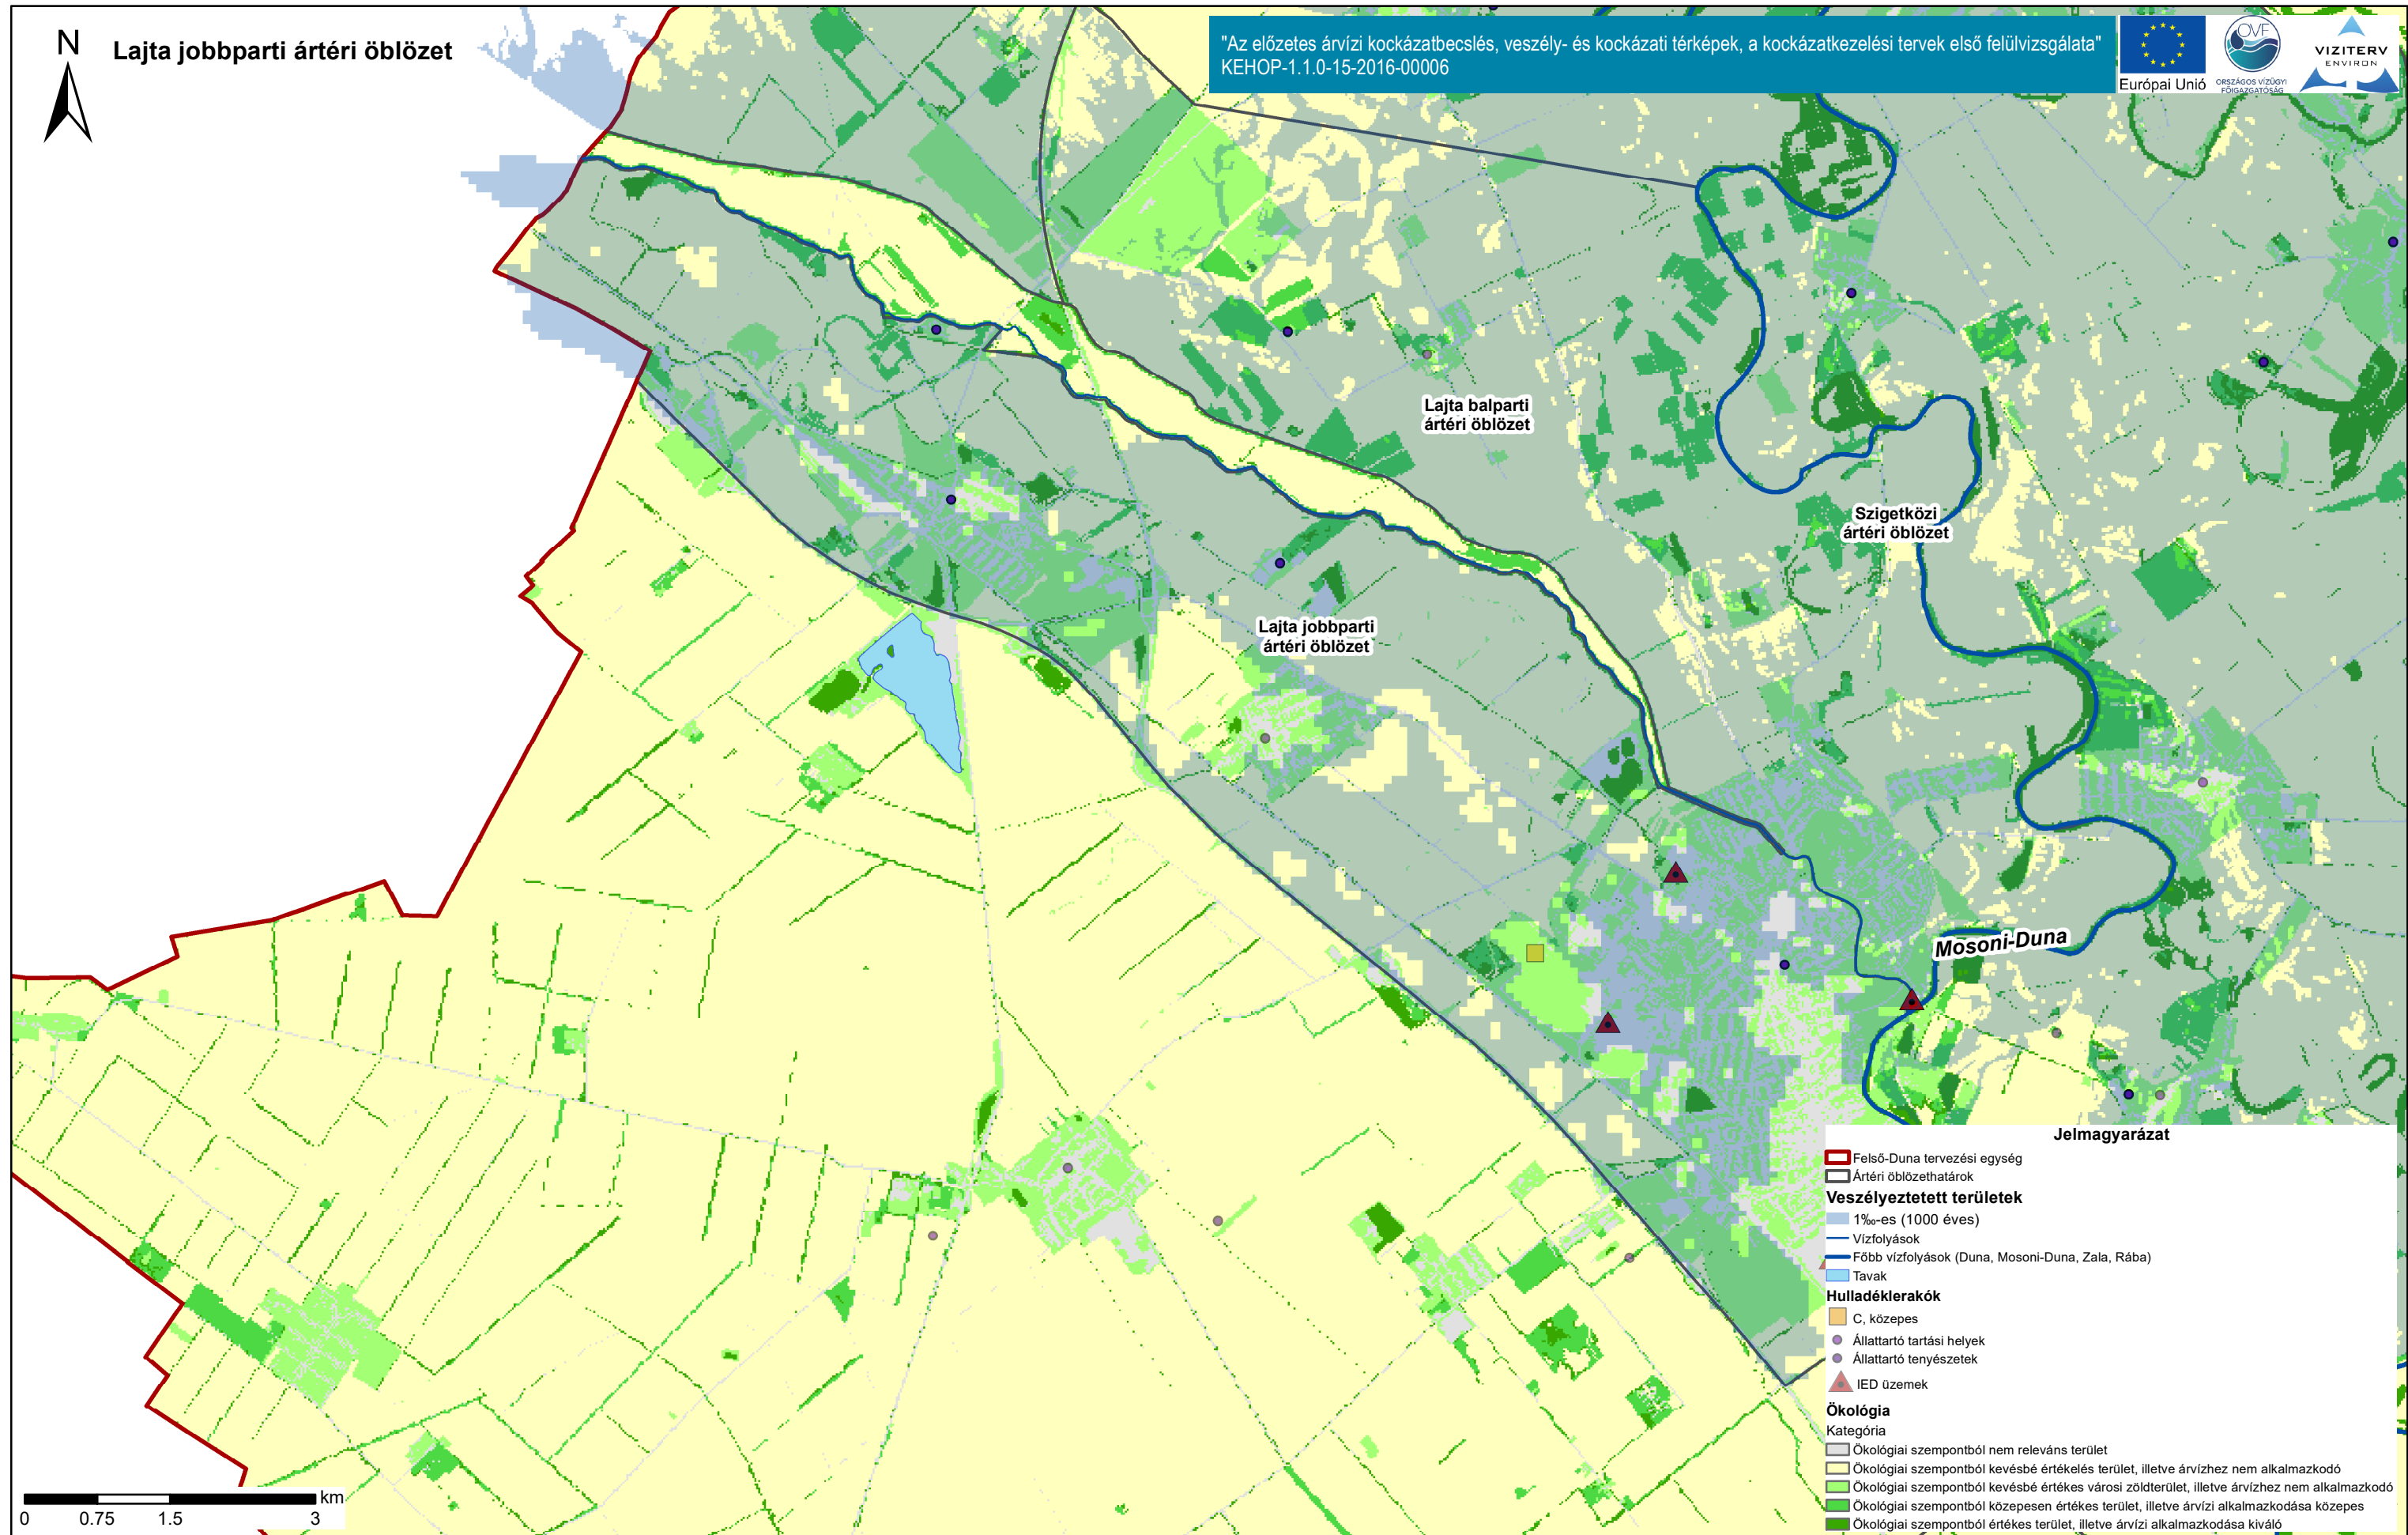 N
Lajta jobbparti ártéri öblözet
"Az előzetes árvízi kockázatbecslés, veszély- és kockázati térképek, a kockázatkezelési tervek első felülvizsgálata"
KEHOP-1.1.0-15-2016-00006
Európai Unió
OVF
ORSZÁGOS VÍZÜGYI
FŐIGAZGATÓSÁG
VIZITERV
ENVIRON
Lajta balparti
ártéri öblözet
Szigetközi
ártéri öblözet
Lajta jobbparti
ártéri öblözet
Mosoni-Duna
Jelmagyarázat
Felső-Duna tervezési egység
Ártéri öblözethatárok
Veszélyeztetett területek
1‰-es (1000 éves)
Vízfolyások
Főbb vízfolyások (Duna, Mosoni-Duna, Zala, Rába)
Tavak
Hulladéklerakók
C, közepes
Állattartó tartási helyek
Állattartó tenyészetek
IED üzemek
Ökológia
Kategória
Ökológiai szempontból nem releváns terület
Ökológiai szempontból kevésbé értékelés terület, illetve árvízhez nem alkalmazkodó
Ökológiai szempontból kevésbé értékes városi zöldterület, illetve árvízhez nem alkalmazkodó
Ökológiai szempontból közepesen értékes terület, illetve árvízi alkalmazkodása közepes
Ökológiai szempontból értékes terület, illetve árvízi alkalmazkodása kiváló
km
0 0.75 1.5 3